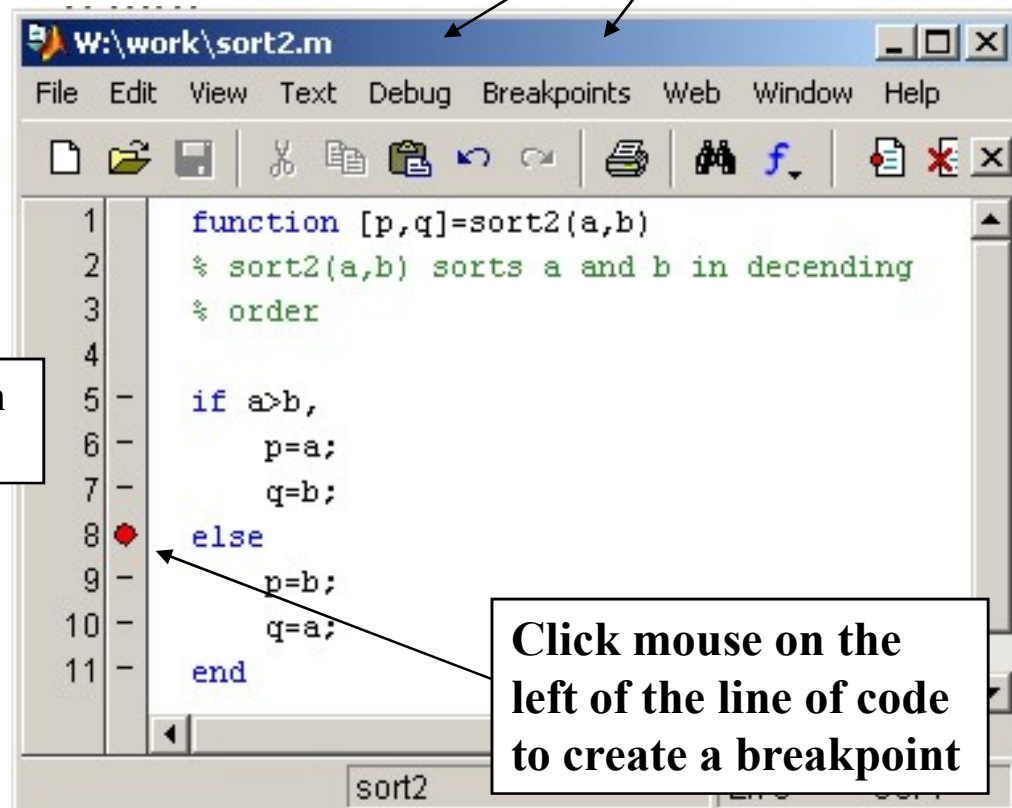 W:\work\sort2.m
File Edit View Text Debug Breakpoints Web Window Help
1 function [p,q]=sort2(a,b)
2 % sort2(a,b) sorts a and b in decending
3 % order
4
5 – if a>b,
6 – p=a;
7 – q=b;
8 else
9 – p=b;
10 – q=a;
11 – end
Click mouse on the
left of the line of code
to create a breakpoint
sort2